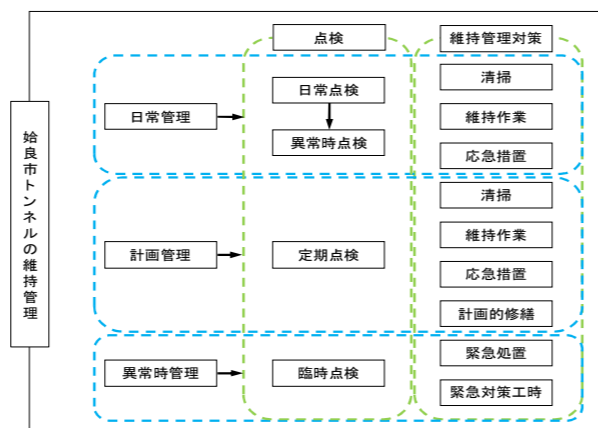 点検
維持管理対策
姶良市トンネルの維持管理
日常管理
日常点検
異常時点検
清掃
維持作業
応急措置
計画管理
定期点検
清掃
維持作業
応急措置
計画的修繕
異常時管理
臨時点検
緊急処置
緊急対策工時